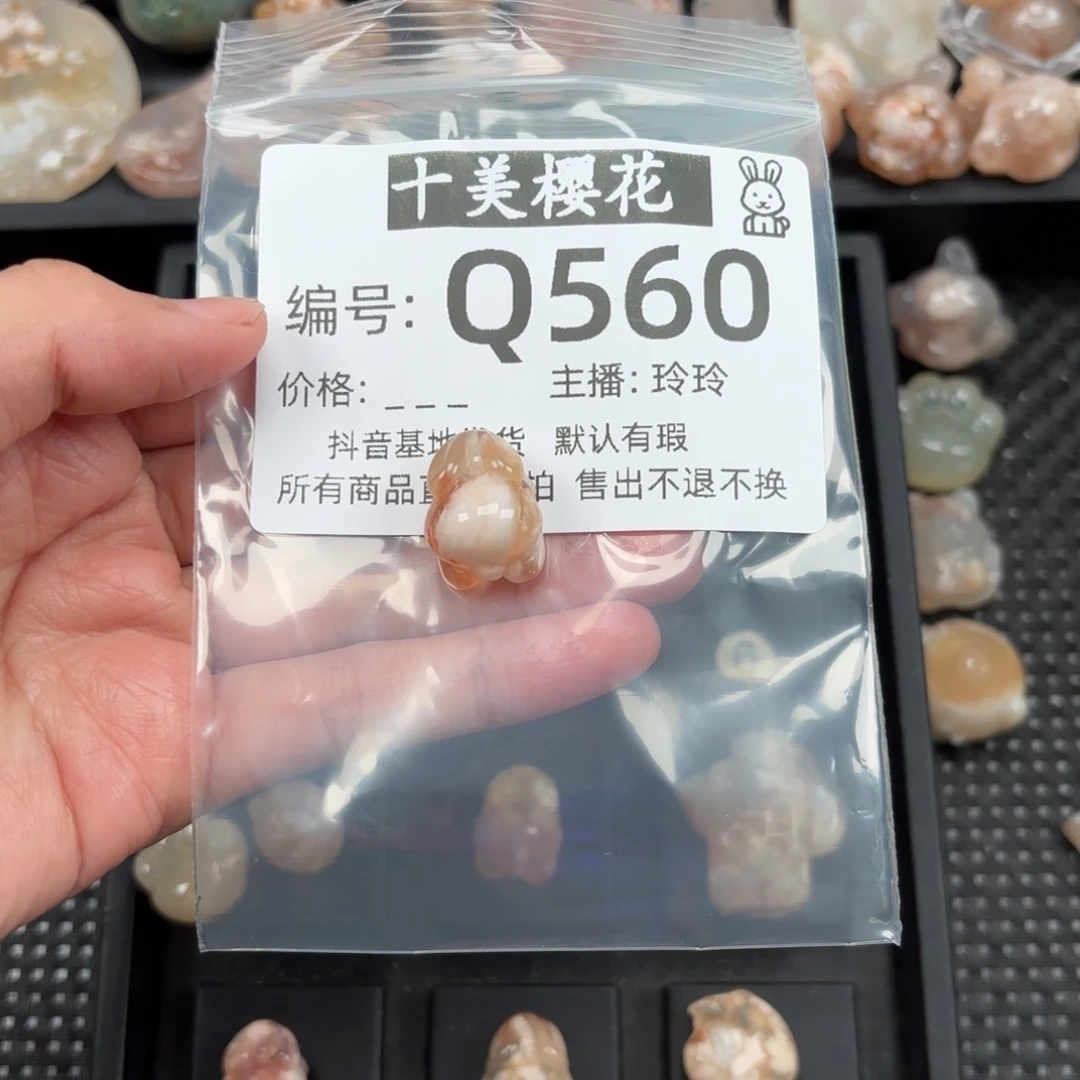 十美樱花
编号: Q560
价格: _ _ _ 主播: 玲玲
抖音基地 货 默认有瑕
所有商品直 拍 售出不退不换